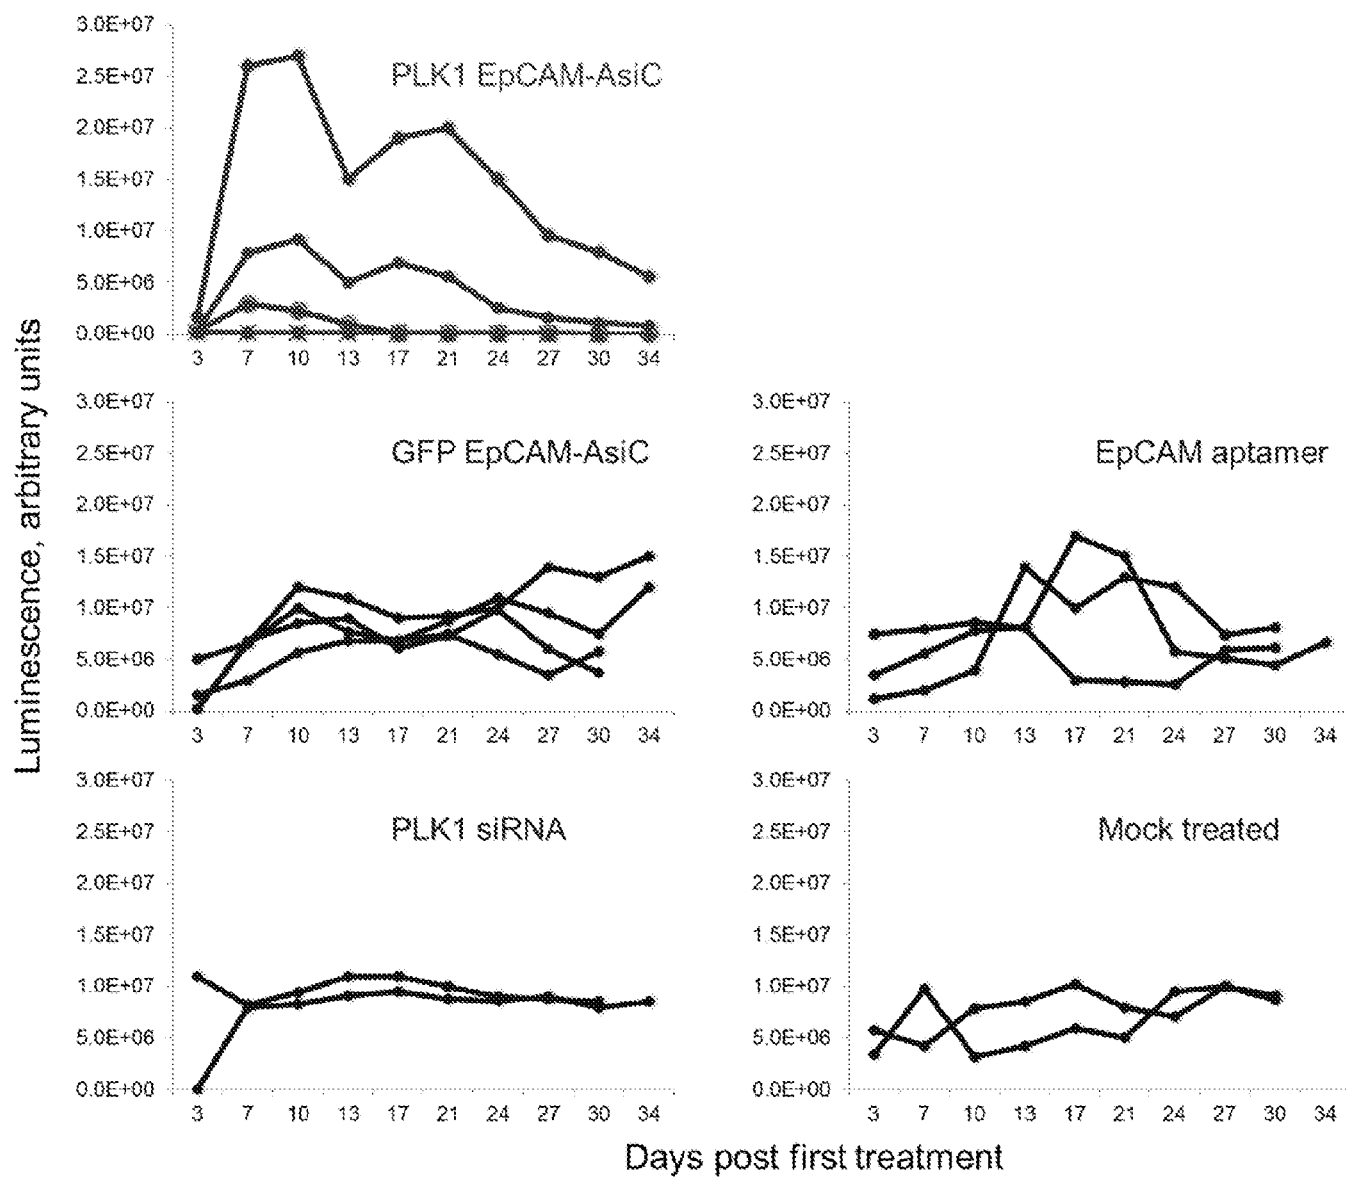 3.0E+07
2.5E+07
2.0E+07
1.5E+07
1.0E+07
5.0E+06
0.0E+00
PLK1 EpCAM-AsiC
3 7 10 13 17 21 24 27 30 34
3.0E+07
2.5E+07
2.0E+07
1.5E+07
1.0E+07
5.0E+06
0.0E+00
GFP EpCAM-AsiC
3 7 10 13 17 21 24 27 30 34
3.0E+07
2.5E+07
2.0E+07
1.5E+07
1.0E+07
5.0E+06
0.0E+00
EpCAM aptamer
3 7 10 13 17 21 24 27 30 34
3.0E+07
2.5E+07
2.0E+07
1.5E+07
1.0E+07
5.0E+06
0.0E+00
PLK1 siRNA
3 7 10 13 17 21 24 27 30 34
3.0E+07
2.5E+07
2.0E+07
1.5E+07
1.0E+07
5.0E+06
0.0E+00
Mock treated
3 7 10 13 17 21 24 27 30 34
Luminescence, arbitrary units
Days post first treatment